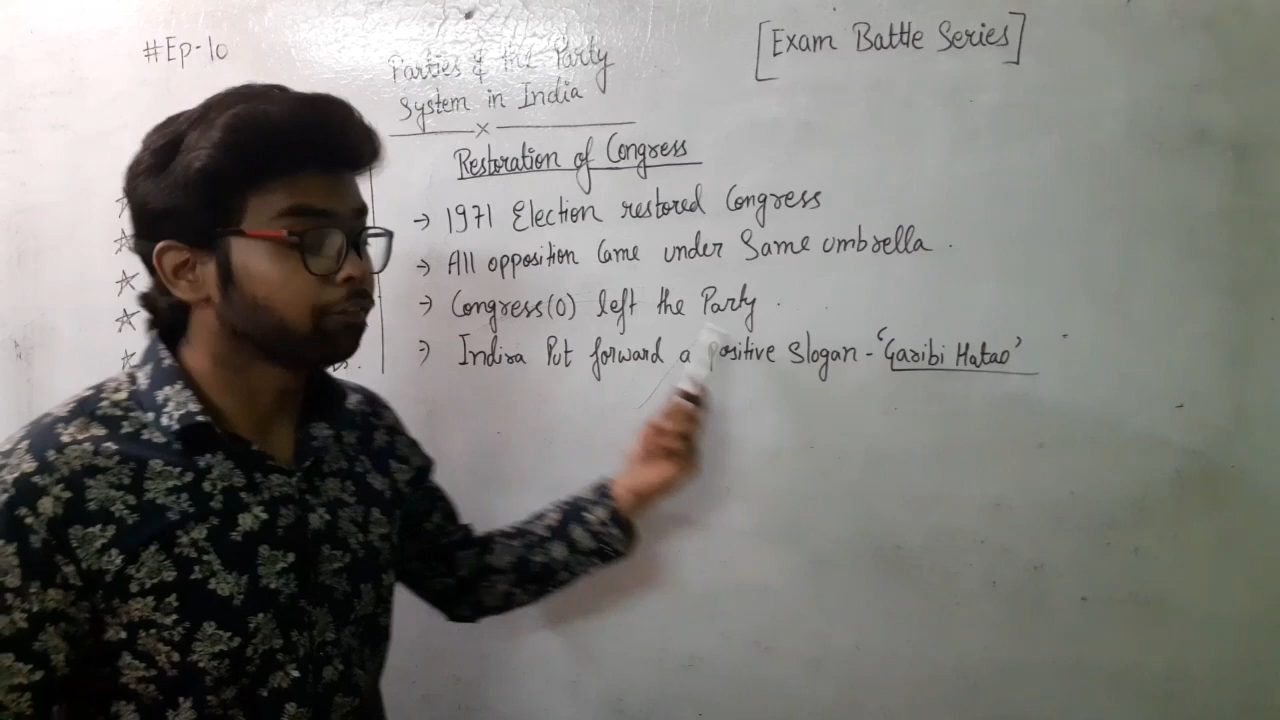 #Ep-10
[Exam Battle Series]
Parties & the Party
System in India
Restoration of Congress
→ 1971 Election restored Congress
→ All opposition Came under Same umbrella.
→ Congress(O) left the Party.
→ Indira Put forward a positive Slogan - 'Garibi Hatao'